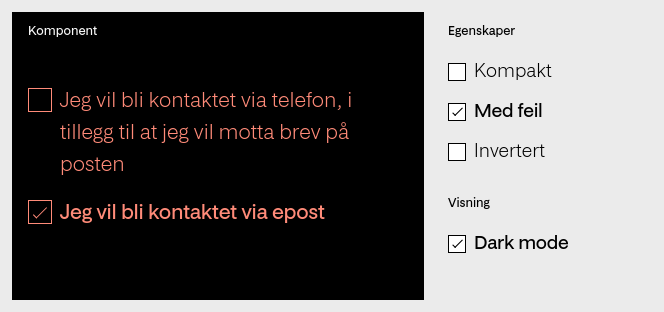 Komponent
Jeg vil bli kontaktet via telefon, i
tillegg til at jeg vil motta brev på
posten
Jeg vil bli kontaktet via epost
Egenskaper
Kompakt
Med feil
Invertert
Visning
Dark mode